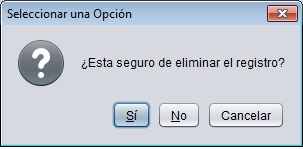 Seleccionar una Opción
¿Esta seguro de eliminar el registro?
Sí No Cancelar